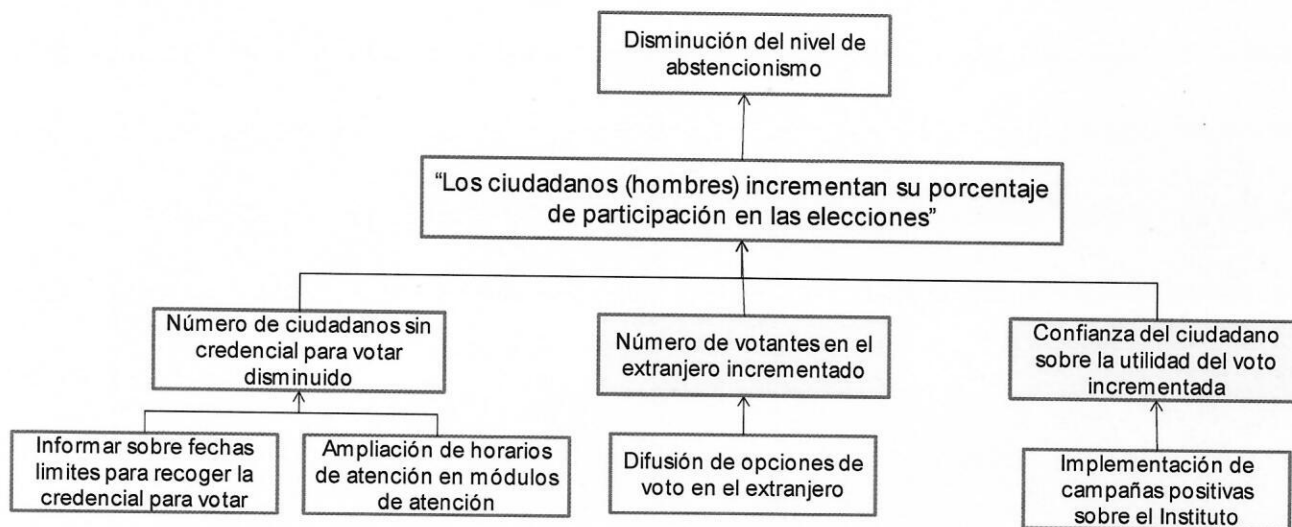 Disminución del nivel de
abstencionismo
“Los ciudadanos (hombres) incrementan su porcentaje
de participación en las elecciones”
Número de ciudadanos sin
credencial para votar
disminuido
Número de votantes en el
extranjero incrementado
Confianza del ciudadano
sobre la utilidad del voto
incrementada
Informar sobre fechas
limites para recoger la
credencial para votar
Ampliación de horarios
de atención en módulos
de atención
Difusión de opciones de
voto en el extranjero
Implementación de
campañas positivas
sobre el Instituto